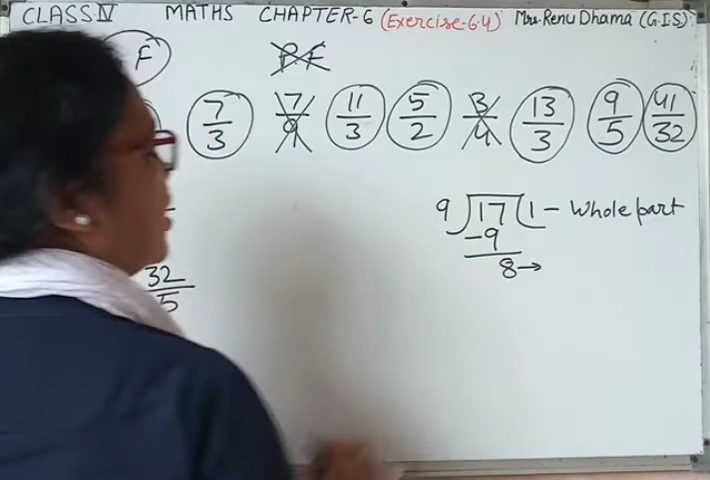 CLASS IV MATHS CHAPTER-6 (Exercise-6.4) Mrs. Renu Dhama (G.I.S)
F P.F
7/3 7/9 11/3 5/2 3/4 13/3 9/5 41/32
9)17(1 - Whole part
-9
8→
32/5